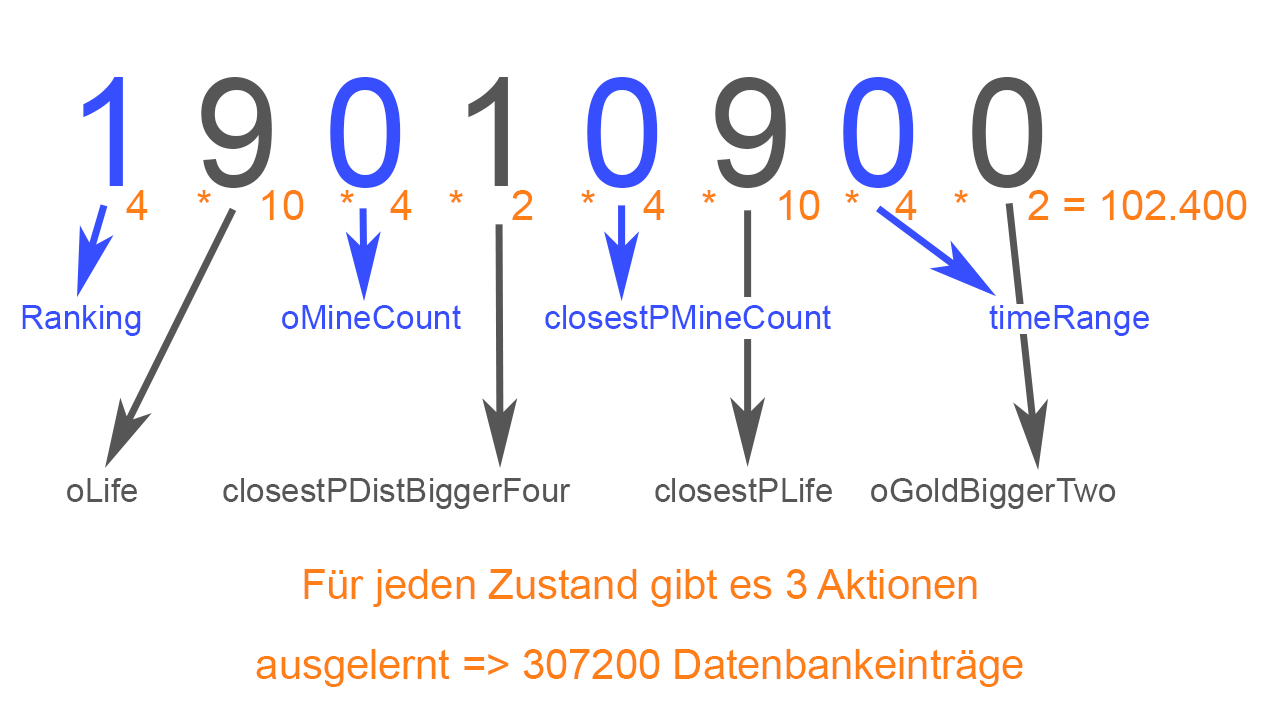 1 9 0 1 0 9 0 0
4 * 10 * 4 * 2 * 4 * 10 * 4 * 2 = 102.400
Ranking oMineCount closestPMineCount timeRange
oLife closestPDistBiggerFour closestPLife oGoldBiggerTwo
Für jeden Zustand gibt es 3 Aktionen
ausgelernt => 307200 Datenbankeinträge